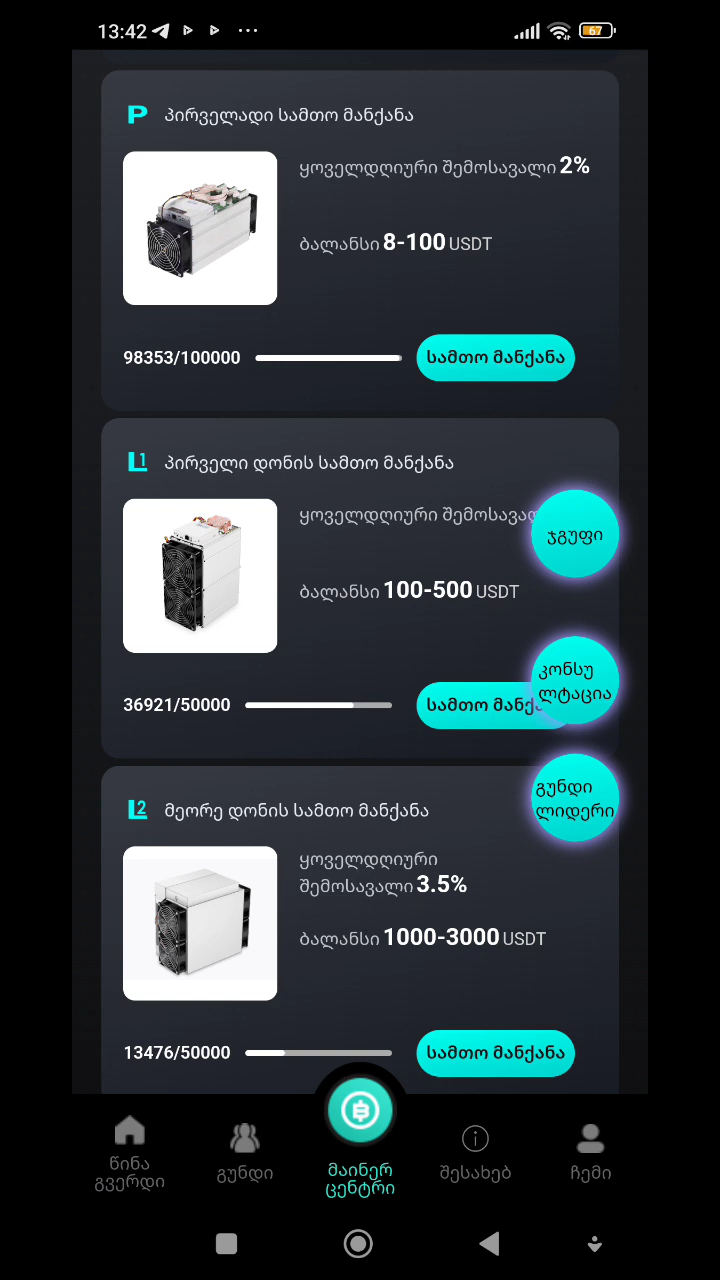 13:42
67
P პირველადი სამთო მანქანა
ყოველდღიური შემოსავალი 2%
ბალანსი 8-100 USDT
98353/100000 სამთო მანქანა
L1 პირველი დონის სამთო მანქანა
ყოველდღიური
ჯგუფი
ბალანსი 100-500 USDT
კონსუ
ლტაცია
36921/50000 სამთო
გუნდი
ლიდერი
L2 მეორე დონის სამთო მანქანა
ყოველდღიური
შემოსავალი 3.5%
ბალანსი 1000-3000 USDT
13476/50000 სამთო მანქანა
წინა
გვერდი
გუნდი
მაინერ
ცენტრი
შესახებ
ჩემი